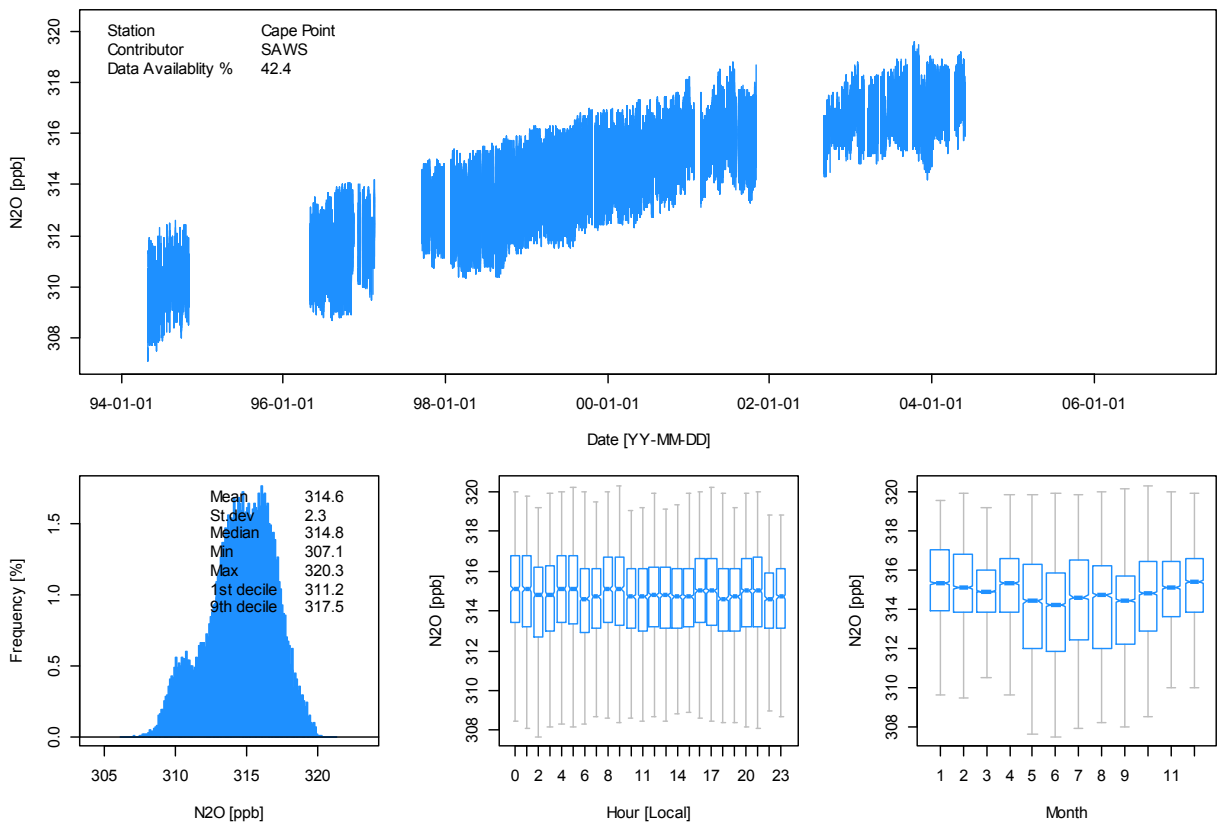 Station Cape Point
Contributor SAWS
Data Availablity % 42.4
N2O [ppb]
320
318
316
314
312
310
308
94-01-01 96-01-01 98-01-01 00-01-01 02-01-01 04-01-01 06-01-01
Date [YY-MM-DD]
Frequency [%]
1.5
1.0
0.5
0.0
Mean 314.6
St.dev 2.3
Median 314.8
Min 307.1
Max 320.3
1st decile 311.2
9th decile 317.5
305 310 315 320
N2O [ppb]
N2O [ppb]
320
318
316
314
312
310
308
0 2 4 6 8 11 14 17 20 23
Hour [Local]
N2O [ppb]
320
318
316
314
312
310
308
1 2 3 4 5 6 7 8 9 11
Month